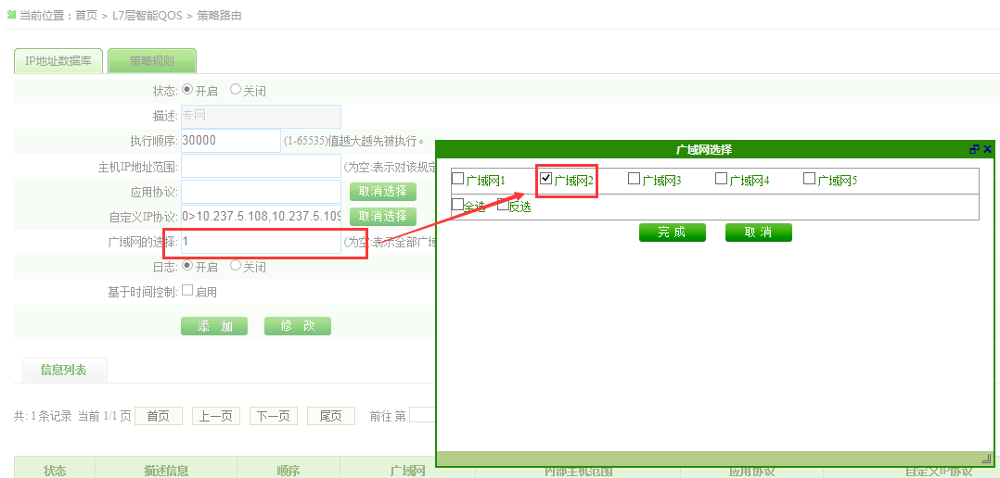 当前位置：首页 > L7层智能QOS > 策略路由
IP地址数据库 策略规则
状态: 开启 关闭
描述: 专网
执行顺序: 30000 (1-65535)值越大越先被执行。
主机IP地址范围: (为空:表示对该规定
应用协议: 取消选择
自定义IP协议: 0>10.237.5.108,10.237.5.109 取消选择
广域网的选择: 1 (为空:表示全部广域
日志: 开启 关闭
基于时间控制: 启用
添 加 修 改
广域网选择
广域网1 广域网2 广域网3 广域网4 广域网5
全选 反选
完 成 取 消
信息列表
共: 1 条记录 当前 1/1 页 首页 上一页 下一页 尾页 前往 第
状态 描述信息 顺序 广域网 内部主机范围 应用协议 自定义IP协议